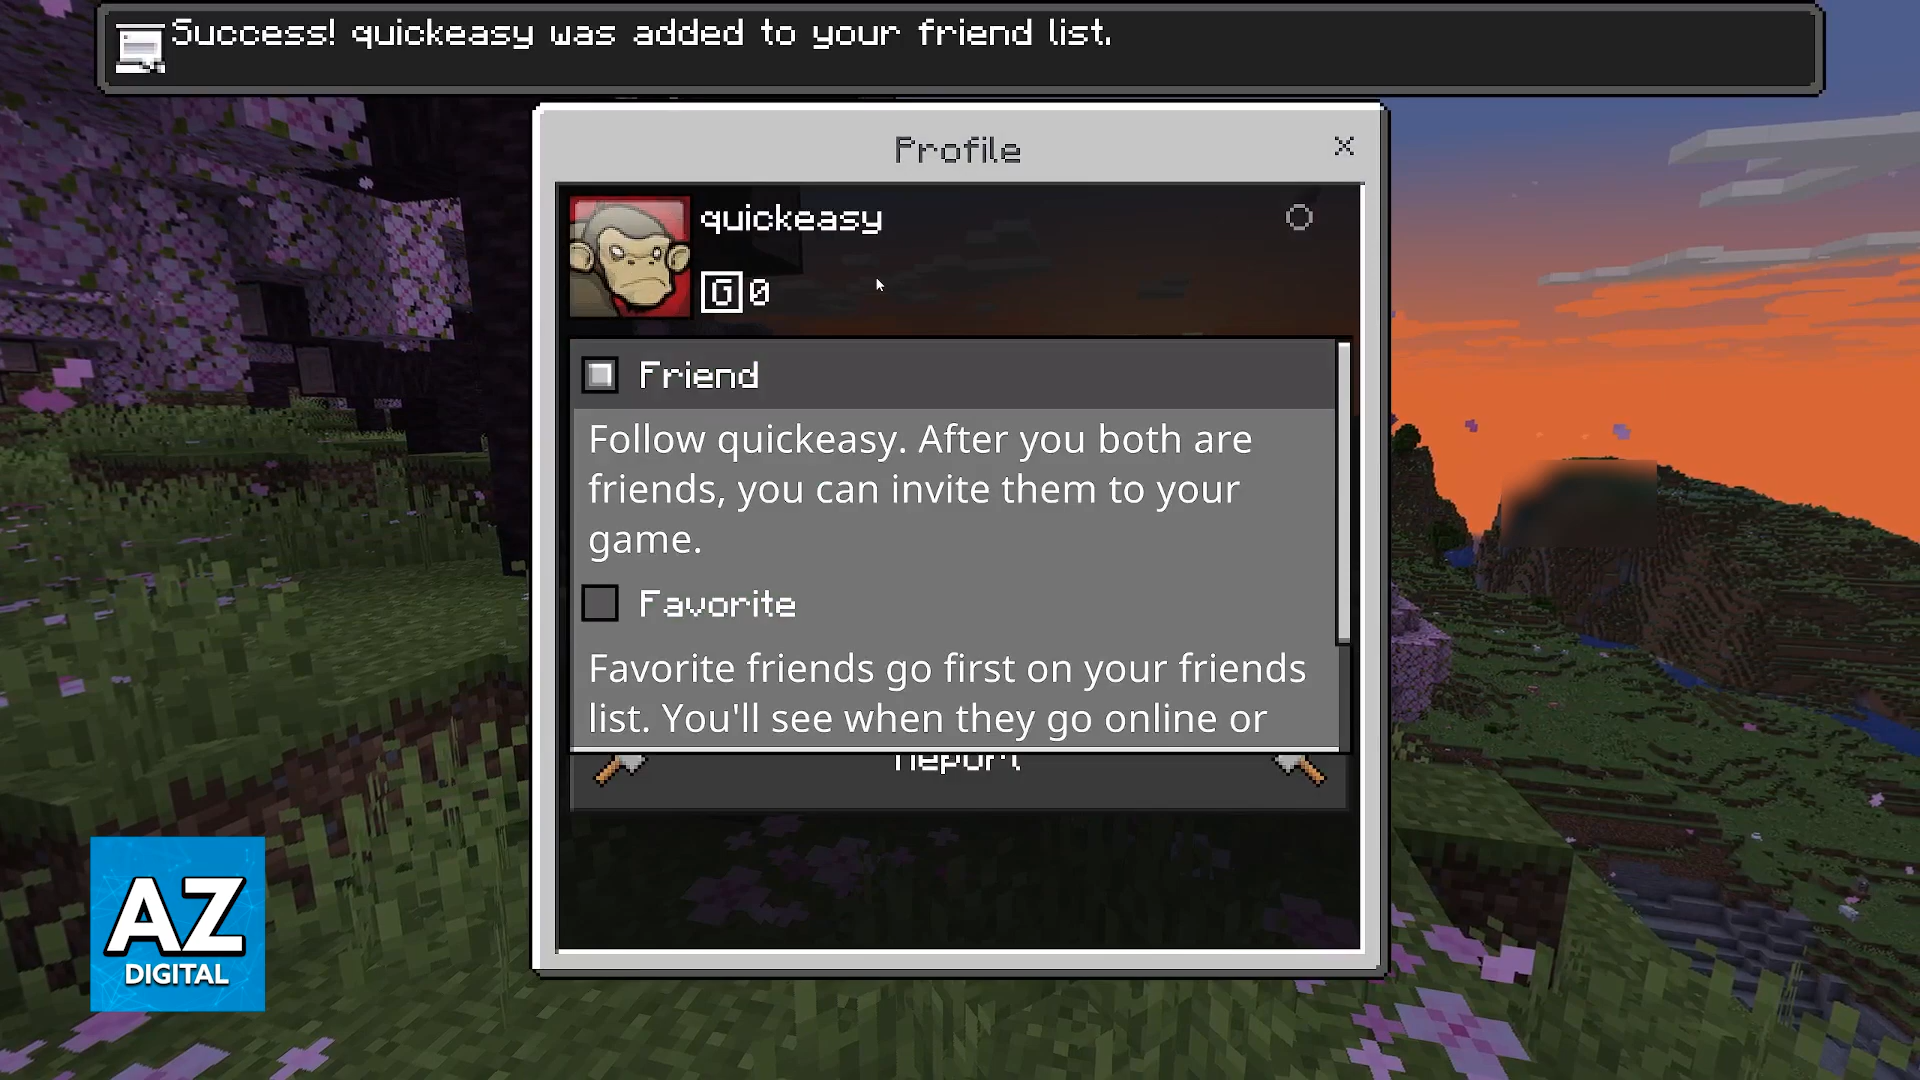 Success! quickeasy was added to your friend list.
Profile
quickeasy
G 0
Friend
Follow quickeasy. After you both are
friends, you can invite them to your
game.
Favorite
Favorite friends go first on your friends
list. You'll see when they go online or
Report
AZ
DIGITAL